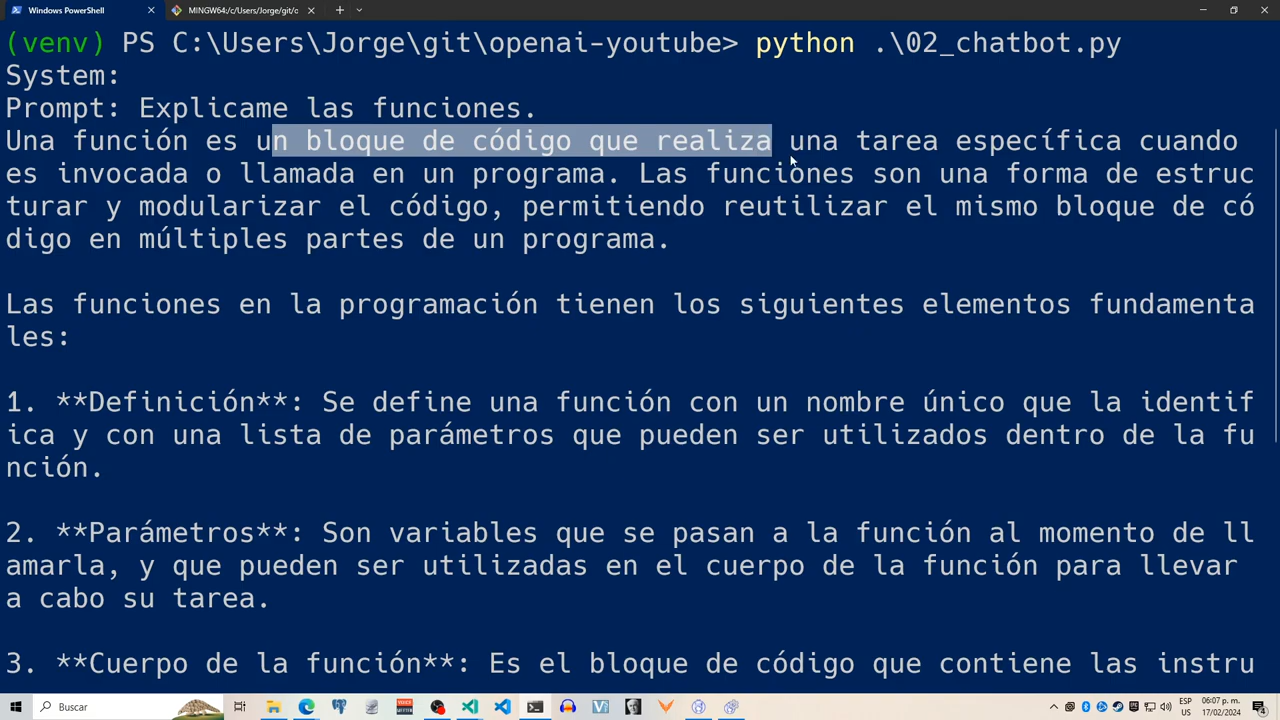 Windows PowerShell
MINGW64:/c/Users/Jorge/git/c
(venv) PS C:\Users\Jorge\git\openai-youtube> python .\02_chatbot.py
System:
Prompt: Explicame las funciones.
Una función es un bloque de código que realiza una tarea específica cuando
es invocada o llamada en un programa. Las funciones son una forma de estruc
turar y modularizar el código, permitiendo reutilizar el mismo bloque de có
digo en múltiples partes de un programa.
Las funciones en la programación tienen los siguientes elementos fundamenta
les:
1. **Definición**: Se define una función con un nombre único que la identif
ica y con una lista de parámetros que pueden ser utilizados dentro de la fu
nción.
2. **Parámetros**: Son variables que se pasan a la función al momento de ll
amarla, y que pueden ser utilizadas en el cuerpo de la función para llevar
a cabo su tarea.
3. **Cuerpo de la función**: Es el bloque de código que contiene las instru
Buscar
ESP
US
06:07 p. m.
17/02/2024